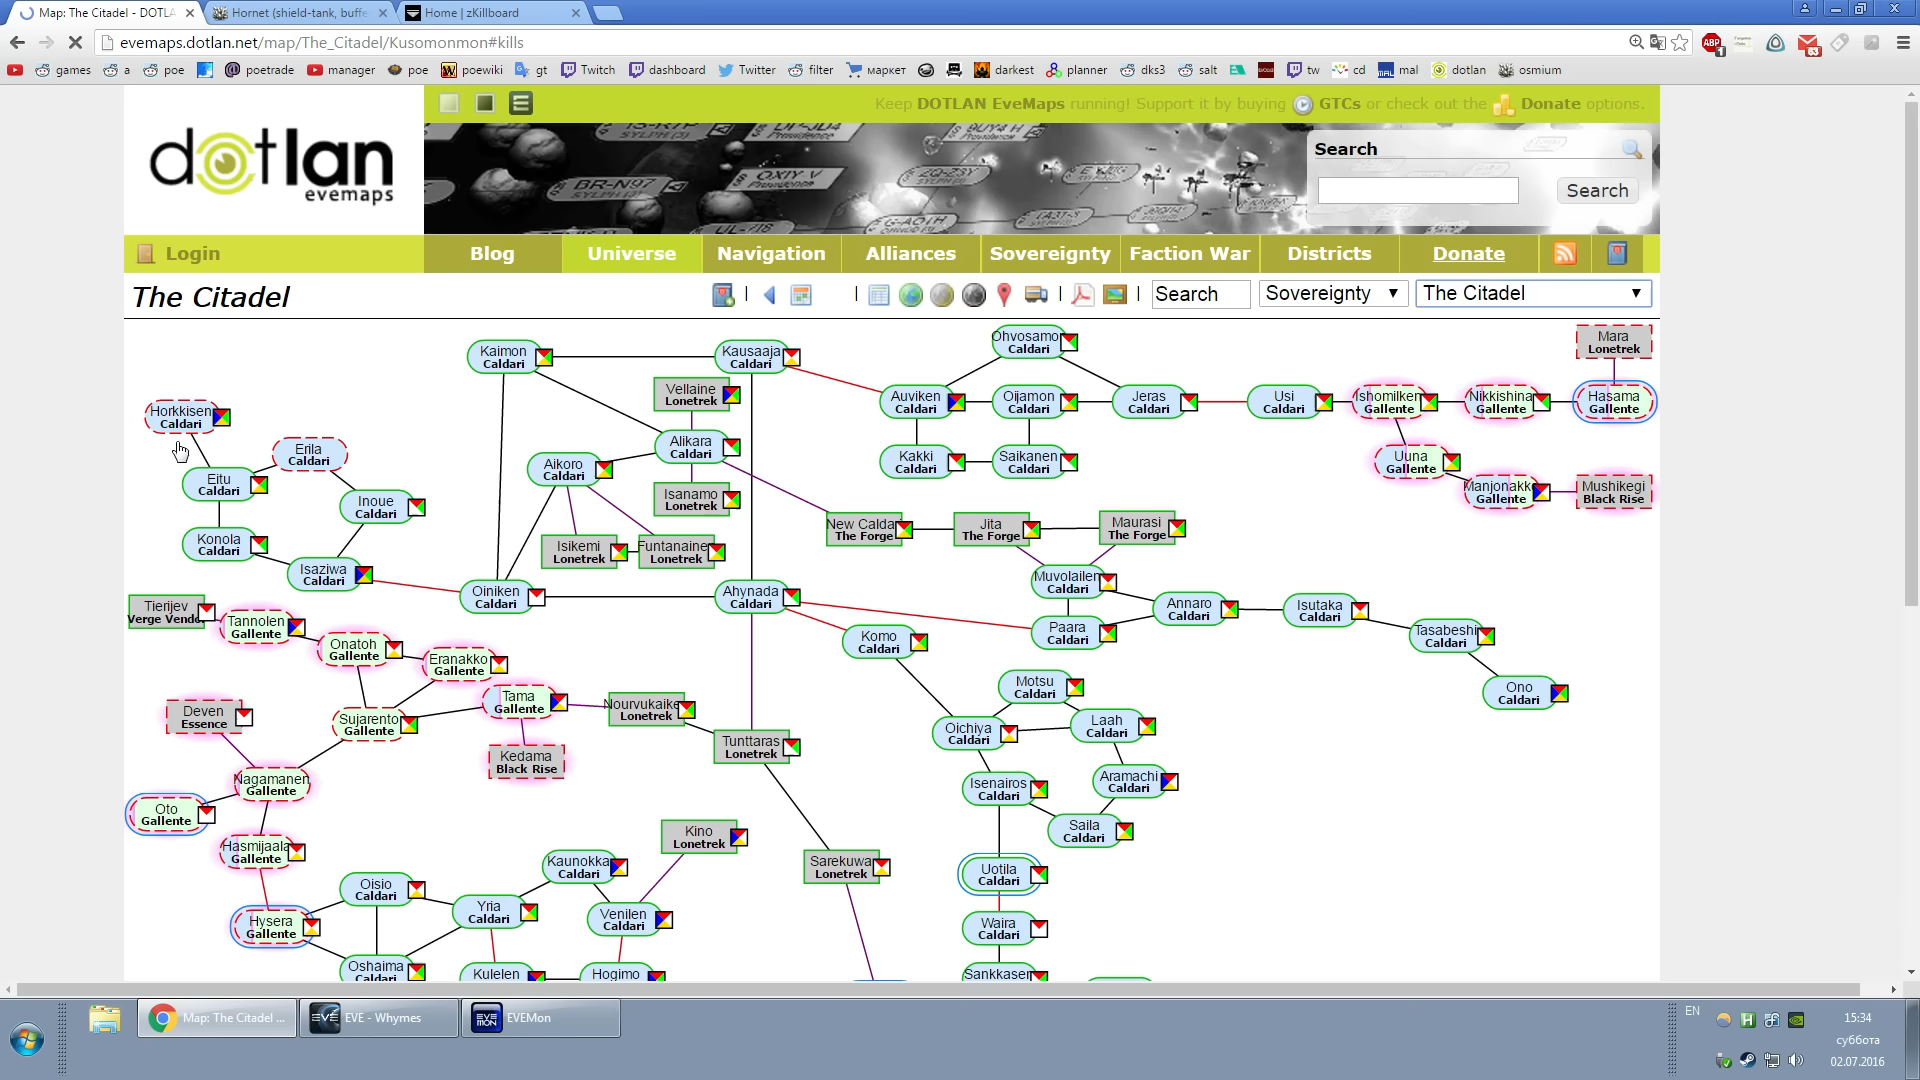 Map: The Citadel - DOTLA
Hornet (shield-tank, buffe
Home | zKillboard
evemaps.dotlan.net/map/The_Citadel/Kusomonmon#kills
games
a
poe
poetrade
manager
poe
poewiki
gt
Twitch
dashboard
Twitter
filter
маркет
darkest
planner
dks3
salt
tw
cd
mal
dotlan
osmium
Keep DOTLAN EveMaps running! Support it by buying GTCs or check out the Donate options.
dotlan
evemaps
BR-N97
OXIY V
Search
Search
Login
Blog
Universe
Navigation
Alliances
Sovereignty
Faction War
Districts
Donate
The Citadel
Search
Sovereignty
The Citadel
Ohvosamo
Caldari
Mara
Lonetrek
Kaimon
Caldari
Kausaaja
Caldari
Vellaine
Lonetrek
Auviken
Caldari
Oijamon
Caldari
Jeras
Caldari
Usi
Caldari
Ishomilken
Gallente
Nikkishina
Gallente
Hasama
Gallente
Horkkisen
Caldari
Erila
Caldari
Alikara
Caldari
Kakki
Caldari
Saikanen
Caldari
Uuna
Gallente
Eitu
Caldari
Aikoro
Caldari
Inoue
Caldari
Isanamo
Lonetrek
Manjonakko
Gallente
Mushikegi
Black Rise
New Calda
The Forge
Jita
The Forge
Maurasi
The Forge
Konola
Caldari
Isikemi
Lonetrek
Funtanaine
Lonetrek
Isaziwa
Caldari
Muvolailen
Caldari
Oiniken
Caldari
Ahynada
Caldari
Annaro
Caldari
Isutaka
Caldari
Tierijev
Verge Vendo
Tannolen
Gallente
Paara
Caldari
Komo
Caldari
Tasabeshi
Caldari
Onatoh
Gallente
Eranakko
Gallente
Motsu
Caldari
Ono
Caldari
Tama
Gallente
Nourvukaike
Lonetrek
Deven
Essence
Sujarento
Gallente
Oichiya
Caldari
Laah
Caldari
Tunttaras
Lonetrek
Kedama
Black Rise
Nagamanen
Gallente
Isenairos
Caldari
Aramachi
Caldari
Oto
Gallente
Kino
Lonetrek
Saila
Caldari
Hasmijaala
Gallente
Kaunokka
Caldari
Sarekuwa
Lonetrek
Uotila
Caldari
Oisio
Caldari
Yria
Caldari
Venilen
Caldari
Hysera
Gallente
Waira
Caldari
Oshaima
Caldari
Kulelen
Hogimo
Sankkasen
Map: The Citadel ...
EVE - Whymes
EVEMon
EN
15:34
суббота
02.07.2016